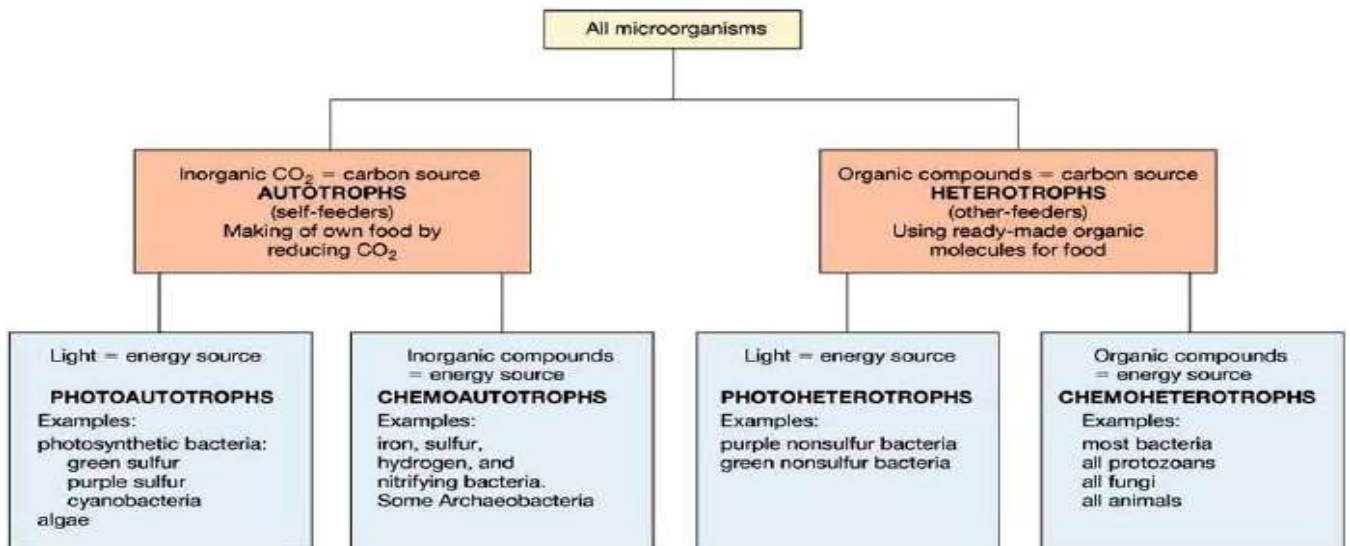 All microorganisms
Inorganic CO₂ = carbon source
AUTOTROPHS
(self-feeders)
Making of own food by
reducing CO₂
Organic compounds = carbon source
HETEROTROPHS
(other-feeders)
Using ready-made organic
molecules for food
Light = energy source
PHOTOAUTOTROPHS
Examples:
photosynthetic bacteria:
green sulfur
purple sulfur
cyanobacteria
algae
Inorganic compounds
= energy source
CHEMOAUTOTROPHS
Examples:
iron, sulfur,
hydrogen, and
nitrifying bacteria.
Some Archaeobacteria
Light = energy source
PHOTOHETEROTROPHS
Examples:
purple nonsulfur bacteria
green nonsulfur bacteria
Organic compounds
= energy source
CHEMOHETEROTROPHS
Examples:
most bacteria
all protozoans
all fungi
all animals